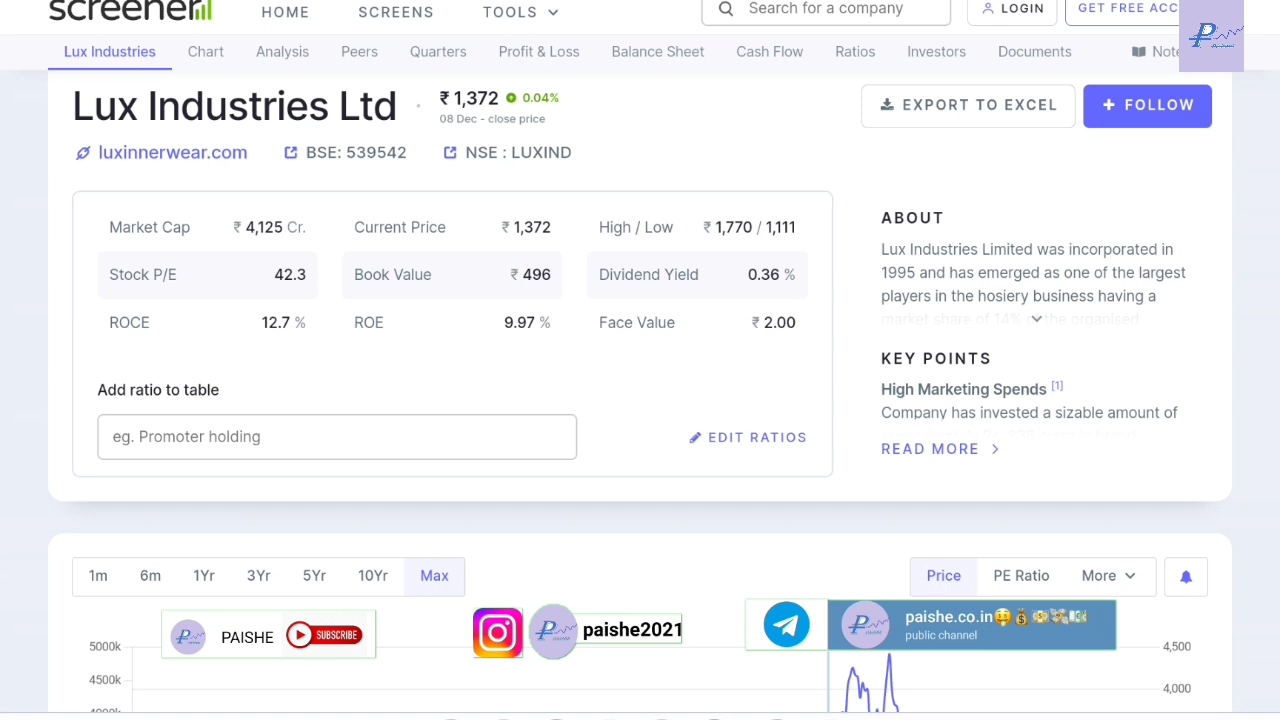 screener
HOME SCREENS TOOLS
Search for a company
LOGIN
GET FREE ACC
Lux Industries Chart Analysis Peers Quarters Profit & Loss Balance Sheet Cash Flow Ratios Investors Documents
Lux Industries Ltd
₹ 1,372 0.04%
08 Dec - close price
EXPORT TO EXCEL
+ FOLLOW
luxinnerwear.com BSE: 539542 NSE : LUXIND
Market Cap ₹ 4,125 Cr. Current Price ₹ 1,372 High / Low ₹ 1,770 / 1,111
Stock P/E 42.3 Book Value ₹ 496 Dividend Yield 0.36 %
ROCE 12.7 % ROE 9.97 % Face Value ₹ 2.00
Add ratio to table
eg. Promoter holding
EDIT RATIOS
ABOUT
Lux Industries Limited was incorporated in
1995 and has emerged as one of the largest
players in the hosiery business having a
market share of 14% of the organised
KEY POINTS
High Marketing Spends [1]
Company has invested a sizable amount of
READ MORE
1m 6m 1Yr 3Yr 5Yr 10Yr Max
Price PE Ratio More
PAISHE SUBSCRIBE
paishe2021
paishe.co.in🤑💰💵💸💶
public channel
5000k
4500k
4,500
4,000